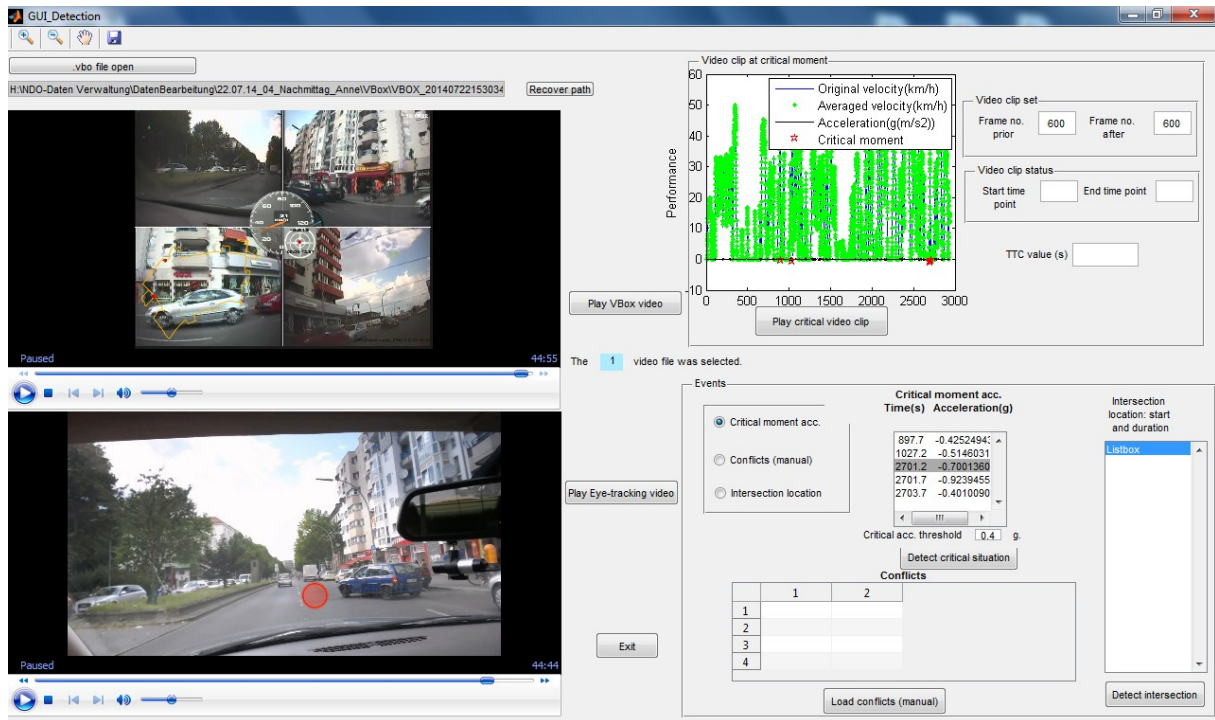 GUI_Detection
.vbo file open
H:\NDO-Daten Verwaltung\DatenBearbeitung\22.07.14_04_Nachmittag_Anne\VBox\VBOX_20140722153034
Recover path
Paused
44:55
Play VBox video
The 1 video file was selected.
Paused
44:44
Play Eye-tracking video
Exit
Video clip at critical moment
60
50
40
30
20
10
0
-10
Performance
Original velocity(km/h)
Averaged velocity(km/h)
Acceleration(g(m/s2))
Critical moment
0 500 1000 1500 2000 2500 3000
Play critical video clip
Video clip set
Frame no. prior
600
Frame no. after
600
Video clip status
Start time point
End time point
TTC value (s)
Events
Critical moment acc.
Conflicts (manual)
Intersection location
Critical moment acc.
Time(s) Acceleration(g)
897.7 -0.4252494
1027.2 -0.5146031
2701.2 -0.7001360
2701.7 -0.9239455
2703.7 -0.4010090
Critical acc. threshold 0.4 g.
Detect critical situation
Conflicts
1 2
1
2
3
4
Load conflicts (manual)
Intersection
location: start
and duration
Listbox
Detect intersection